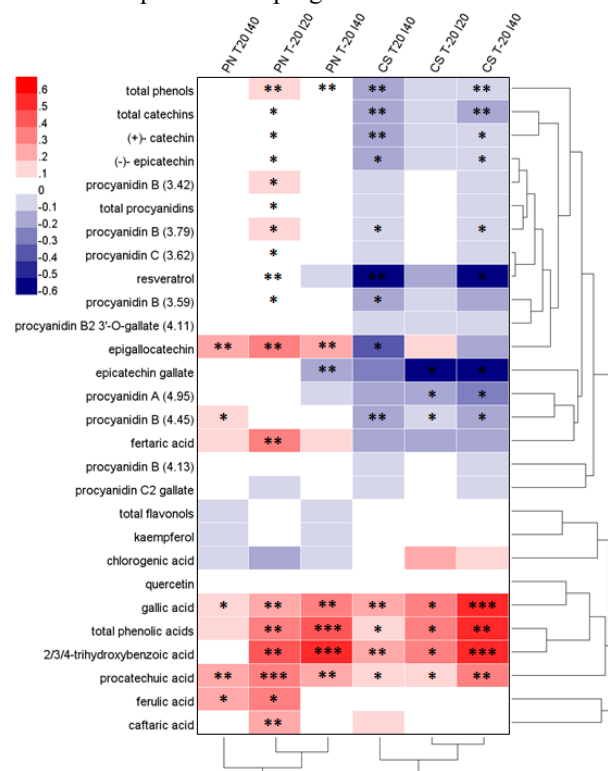 PN T20 I40
PN T-20 I20
PN T-20 I40
CS T20 I40
CS T-20 I20
CS T-20 I40
.6
.5
.4
.3
.2
.1
0
-0.1
-0.2
-0.3
-0.4
-0.5
-0.6
total phenols ** ** ** **
total catechins * ** **
(+)- catechin * ** *
(-)- epicatechin * * *
procyanidin B (3.42) *
total procyanidins *
procyanidin B (3.79) * * *
procyanidin C (3.62) *
resveratrol ** ** *
procyanidin B (3.59) * *
procyanidin B2 3'-O-gallate (4.11)
epigallocatechin ** ** ** *
epicatechin gallate ** * *
procyanidin A (4.95) * *
procyanidin B (4.45) * ** * *
fertaric acid **
procyanidin B (4.13)
procyanidin C2 gallate
total flavonols
kaempferol
chlorogenic acid
quercetin
gallic acid * ** ** ** * ***
total phenolic acids ** *** * * **
2/3/4-trihydroxybenzoic acid ** *** ** * ***
procatechuic acid ** *** ** * * **
ferulic acid * *
caftaric acid **